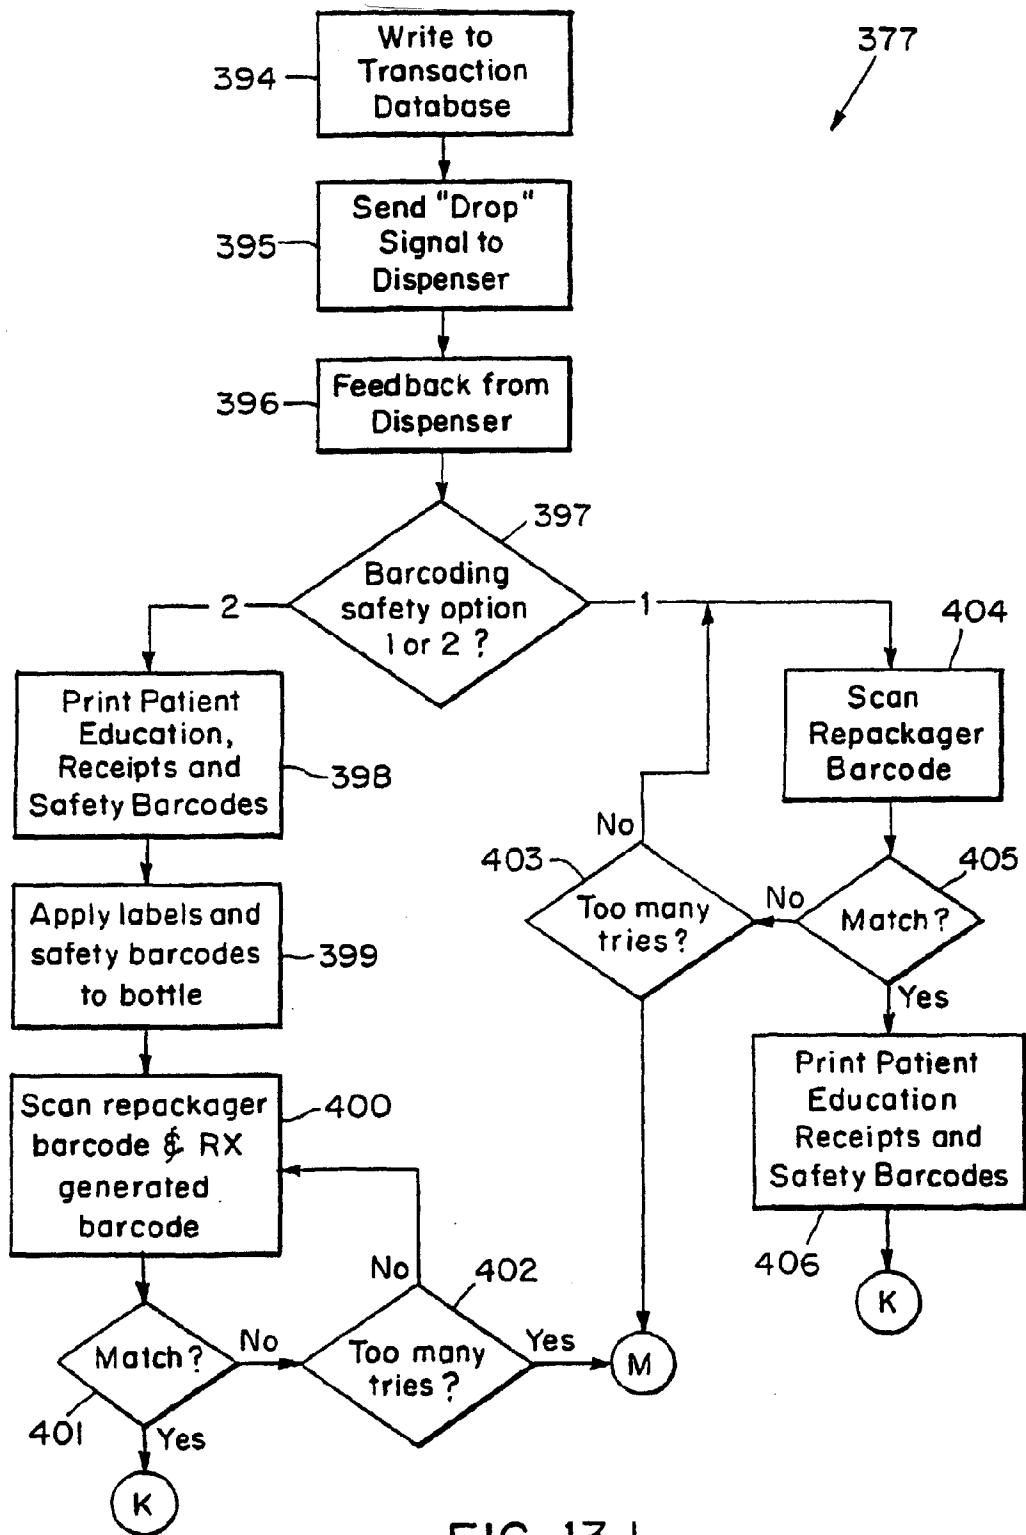 Write to
Transaction
Database
394
377
Send "Drop"
Signal to
Dispenser
395
Feedback from
Dispenser
396
397
Barcoding
safety option
1 or 2 ?
2
1
404
Print Patient
Education,
Receipts and
Safety Barcodes
398
Scan
Repackager
Barcode
No
403
Too many
tries?
No
405
Match?
Yes
Apply labels and
safety barcodes
to bottle
399
Print Patient
Education
Receipts and
Safety Barcodes
406
K
Scan repackager
barcode & RX
generated
barcode
400
No
402
Match?
No
Too many
tries?
Yes
M
401
Yes
K